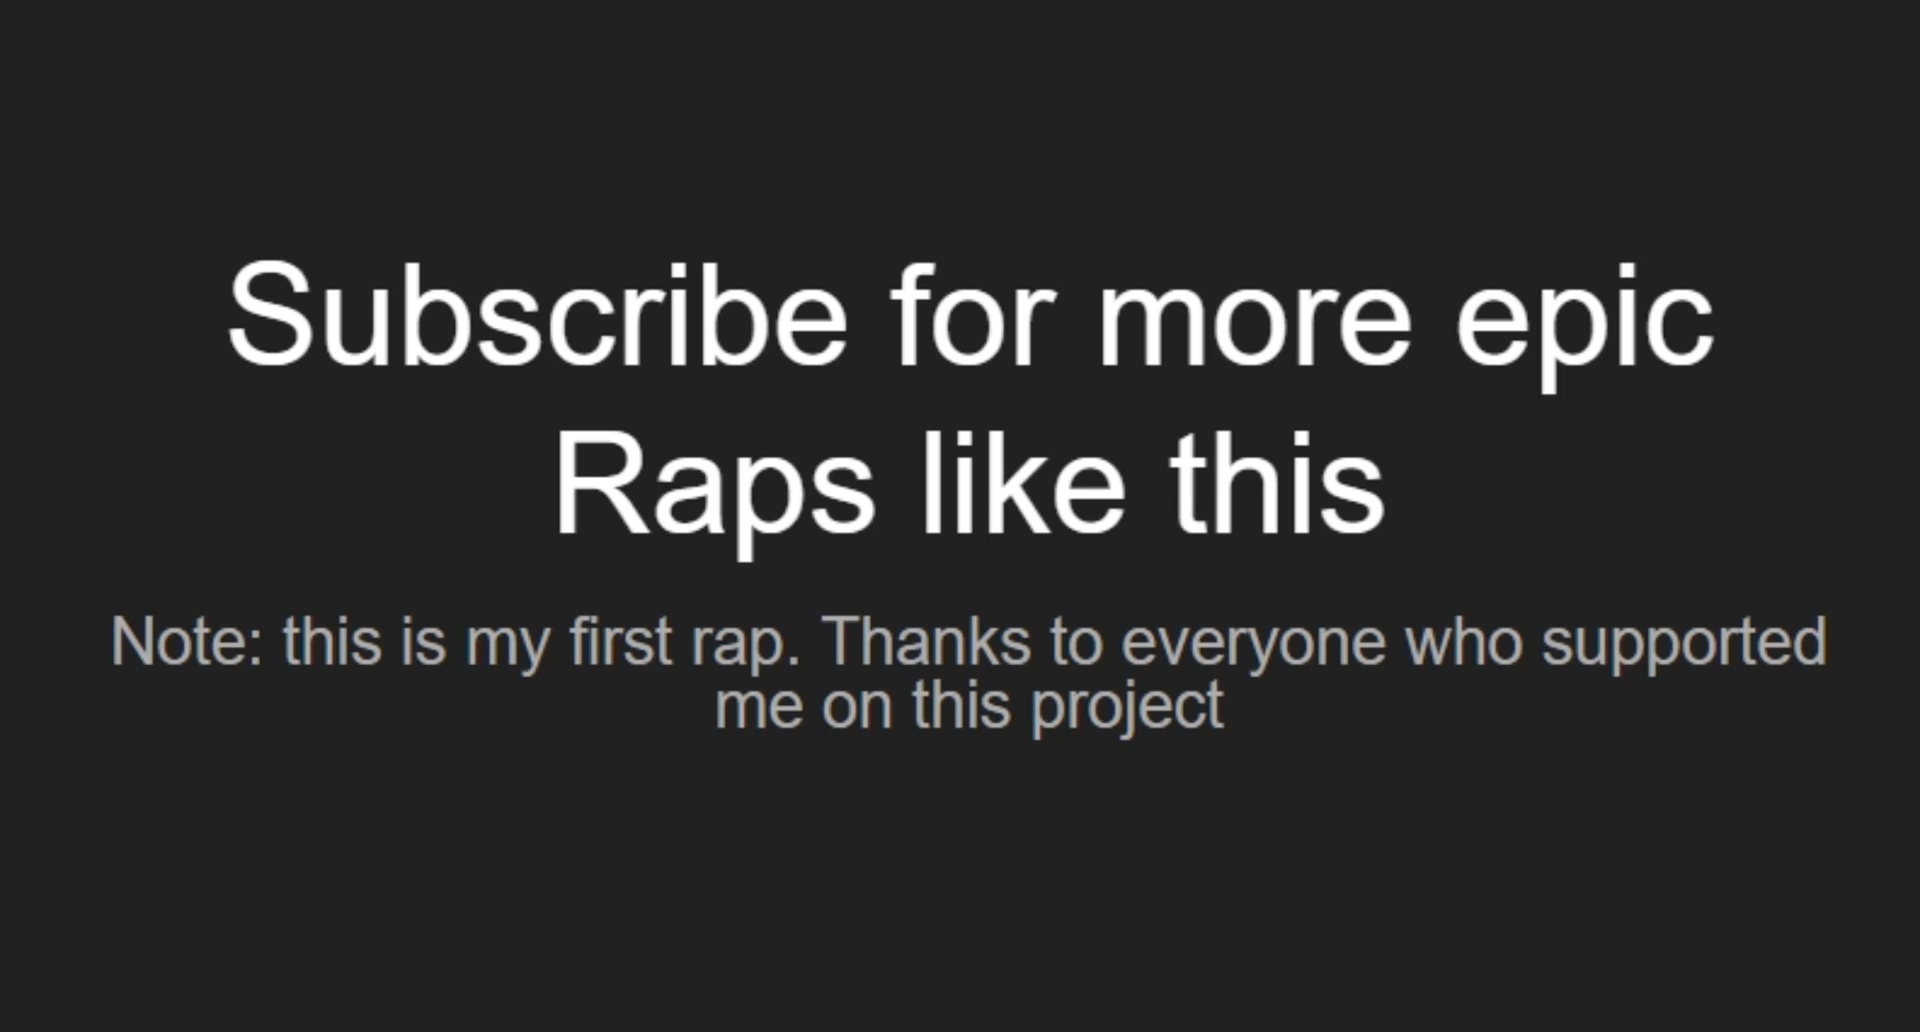 Subscribe for more epic
Raps like this
Note: this is my first rap. Thanks to everyone who supported
me on this project